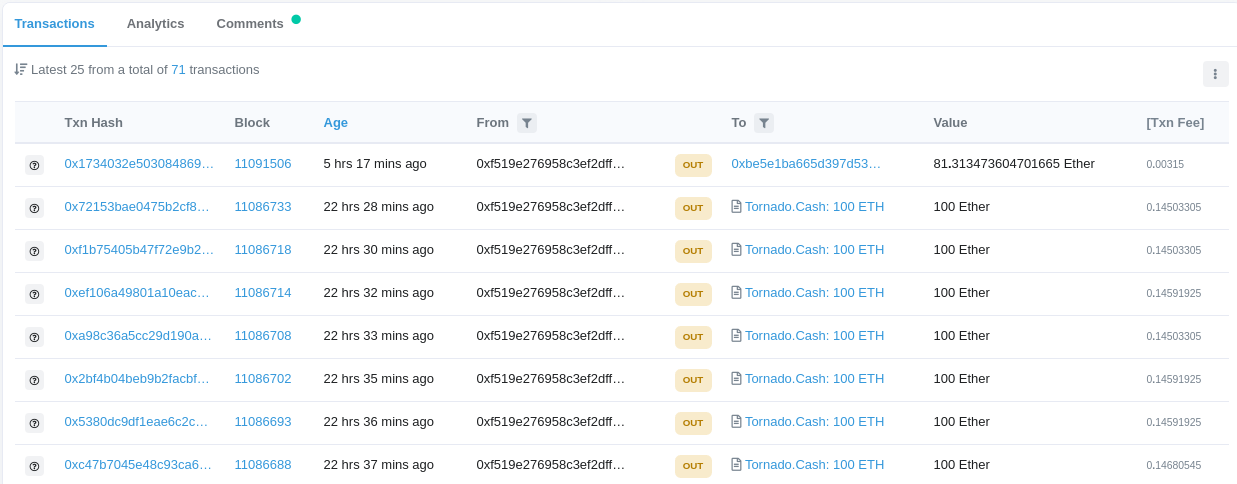 Transactions Analytics Comments
Latest 25 from a total of 71 transactions
Txn Hash Block Age From To Value [Txn Fee]
0x1734032e503084869... 11091506 5 hrs 17 mins ago 0xf519e276958c3ef2dff... OUT 0xbe5e1ba665d397d53... 81.313473604701665 Ether 0.00315
0x72153bae0475b2cf8... 11086733 22 hrs 28 mins ago 0xf519e276958c3ef2dff... OUT Tornado.Cash: 100 ETH 100 Ether 0.14503305
0xf1b75405b47f72e9b2... 11086718 22 hrs 30 mins ago 0xf519e276958c3ef2dff... OUT Tornado.Cash: 100 ETH 100 Ether 0.14503305
0xef106a49801a10eac... 11086714 22 hrs 32 mins ago 0xf519e276958c3ef2dff... OUT Tornado.Cash: 100 ETH 100 Ether 0.14591925
0xa98c36a5cc29d190a... 11086708 22 hrs 33 mins ago 0xf519e276958c3ef2dff... OUT Tornado.Cash: 100 ETH 100 Ether 0.14503305
0x2bf4b04beb9b2facbf... 11086702 22 hrs 35 mins ago 0xf519e276958c3ef2dff... OUT Tornado.Cash: 100 ETH 100 Ether 0.14591925
0x5380dc9df1eae6c2c... 11086693 22 hrs 36 mins ago 0xf519e276958c3ef2dff... OUT Tornado.Cash: 100 ETH 100 Ether 0.14591925
0xc47b7045e48c93ca6... 11086688 22 hrs 37 mins ago 0xf519e276958c3ef2dff... OUT Tornado.Cash: 100 ETH 100 Ether 0.14680545